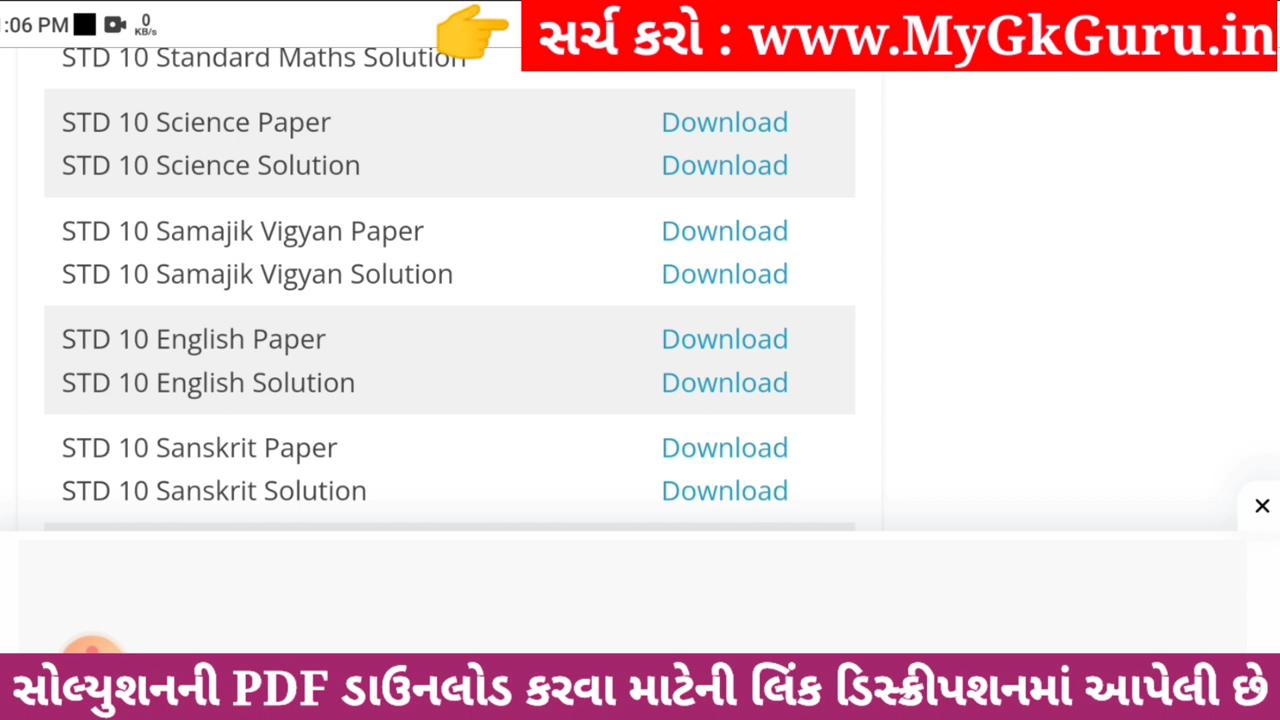 :06 PM 0 KB/s
સર્ચ કરો : www.MyGkGuru.in
STD 10 Standard Maths Solution
STD 10 Science Paper Download
STD 10 Science Solution Download
STD 10 Samajik Vigyan Paper Download
STD 10 Samajik Vigyan Solution Download
STD 10 English Paper Download
STD 10 English Solution Download
STD 10 Sanskrit Paper Download
STD 10 Sanskrit Solution Download
સોલ્યુશનની PDF ડાઉનલોડ કરવા માટેની લિંક ડિસ્ક્રીપશનમાં આપેલી છે